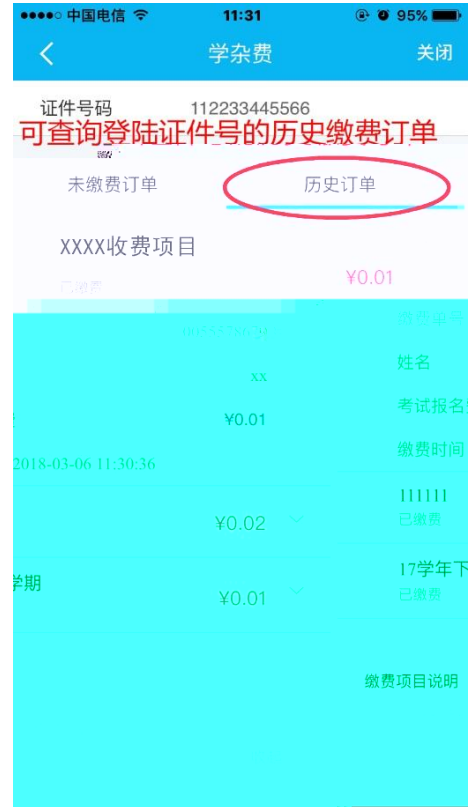 中国电信 11:31 95%
学杂费 关闭
证件号码 112233445566
可查询登陆证件号的历史缴费订单
未缴费订单 历史订单
XXXX收费项目
已缴费 ¥0.01
缴费单号
姓名
xx
考试报名
¥0.01
缴费时间
2018-03-06 11:30:36
111111
已缴费
¥0.02
17学年下
学期
已缴费
¥0.01
缴费项目说明